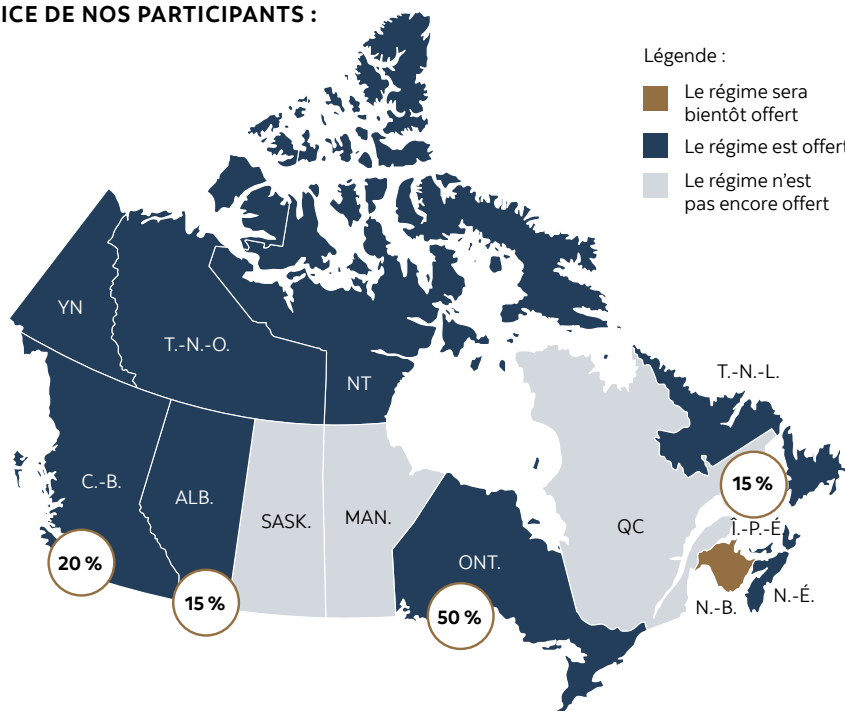 ICE DE NOS PARTICIPANTS :
Légende :
Le régime sera
bientôt offert
Le régime est offert
Le régime n'est
pas encore offert
YN
T.-N.-O.
NT
T.-N.-L.
C.-B.
ALB.
SASK.
MAN.
ONT.
QC
15 %
Î.-P.-É.
N.-B.
N.-É.
20 %
15 %
50 %